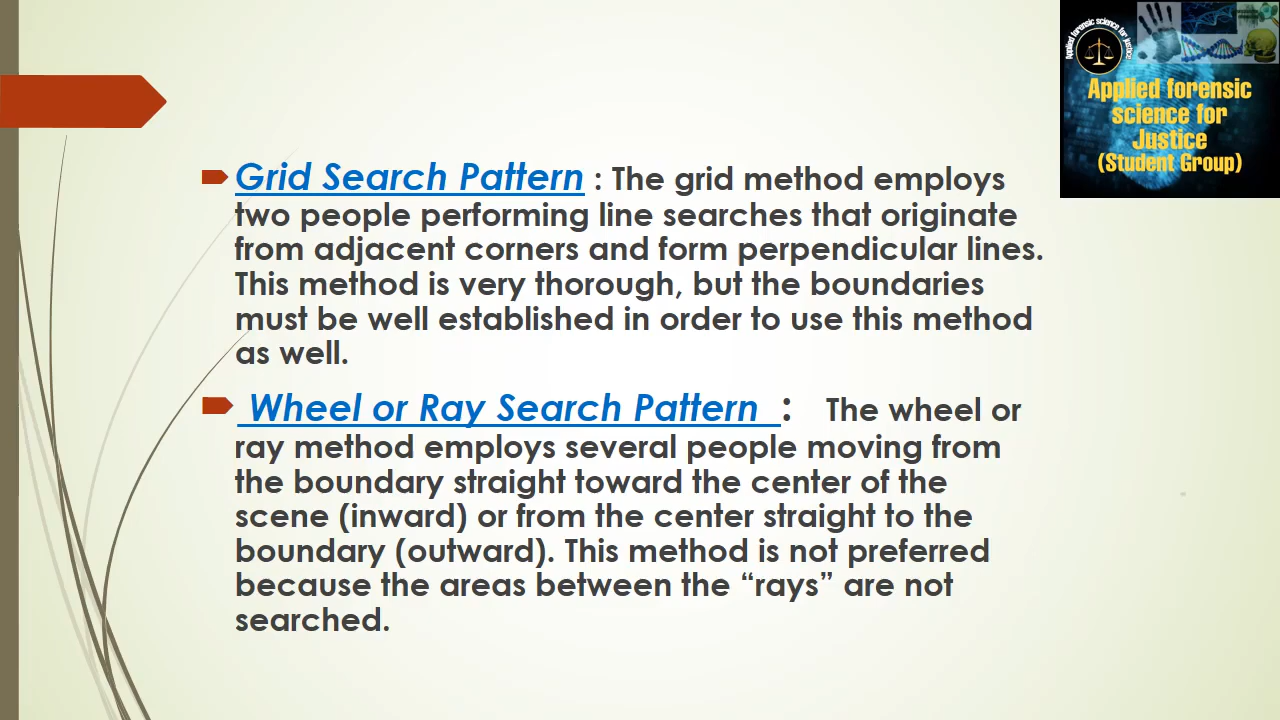 Applied forensic science for justice
Applied forensic
science for
Justice
(Student Group)
Grid Search Pattern : The grid method employs
two people performing line searches that originate
from adjacent corners and form perpendicular lines.
This method is very thorough, but the boundaries
must be well established in order to use this method
as well.
Wheel or Ray Search Pattern : The wheel or
ray method employs several people moving from
the boundary straight toward the center of the
scene (inward) or from the center straight to the
boundary (outward). This method is not preferred
because the areas between the “rays” are not
searched.